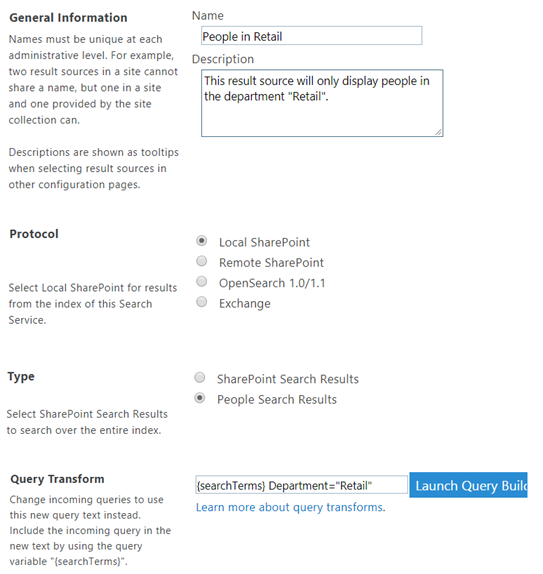 General Information
Names must be unique at each
administrative level. For example,
two result sources in a site cannot
share a name, but one in a site
and one provided by the site
collection can.
Descriptions are shown as tooltips
when selecting result sources in
other configuration pages.
Name
People in Retail
Description
This result source will only display people in
the department "Retail".
Protocol
Select Local SharePoint for results
from the index of this Search
Service.
Local SharePoint
Remote SharePoint
OpenSearch 1.0/1.1
Exchange
Type
Select SharePoint Search Results
to search over the entire index.
SharePoint Search Results
People Search Results
Query Transform
Change incoming queries to use
this new query text instead.
Include the incoming query in the
new text by using the query
variable "{searchTerms}".
{searchTerms} Department="Retail"
Launch Query Build
Learn more about query transforms.